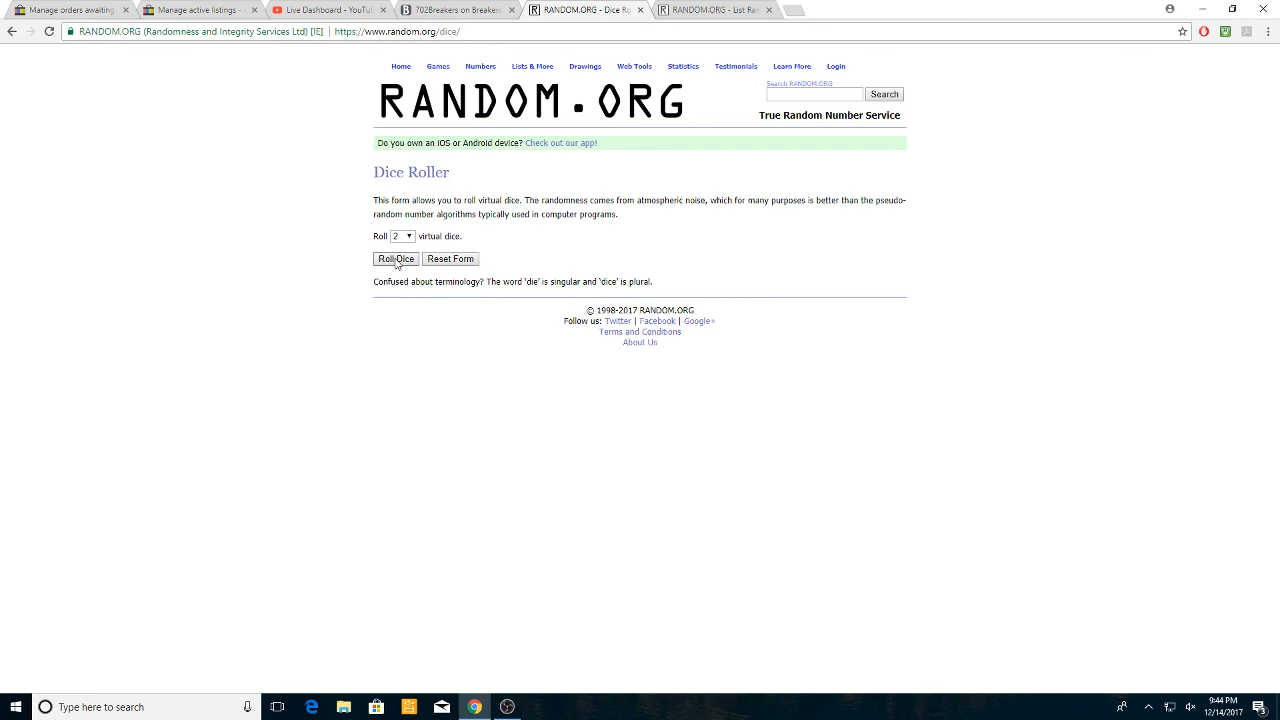 Manage orders awaiting
Manage active listings -
Live Dashboard - YouTub
702Breakers on Breakers
RANDOM.ORG - Dice Ro
RANDOM.ORG - List Ran
RANDOM.ORG (Randomness and Integrity Services Ltd) [IE] https://www.random.org/dice/
Home Games Numbers Lists & More Drawings Web Tools Statistics Testimonials Learn More Login
Search RANDOM.ORG
RANDOM.ORG
Search
True Random Number Service
Do you own an iOS or Android device? Check out our app!
Dice Roller
This form allows you to roll virtual dice. The randomness comes from atmospheric noise, which for many purposes is better than the pseudo-
random number algorithms typically used in computer programs.
Roll 2 virtual dice.
Roll Dice Reset Form
Confused about terminology? The word 'die' is singular and 'dice' is plural.
© 1998-2017 RANDOM.ORG
Follow us: Twitter | Facebook | Google+
Terms and Conditions
About Us
Type here to search
9:44 PM
12/14/2017